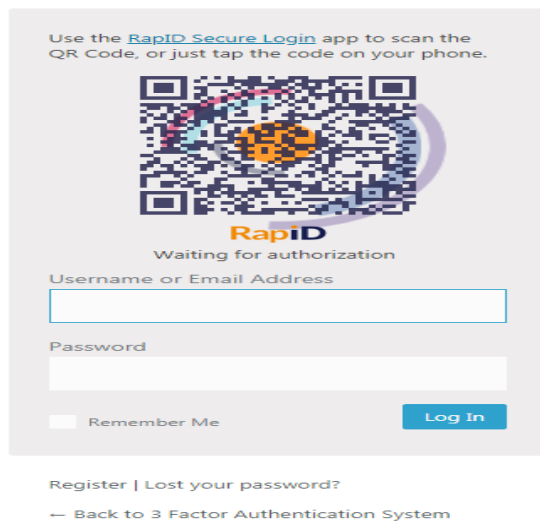 Use the RapID Secure Login app to scan the
QR Code, or just tap the code on your phone.
RapiD
Waiting for authorization
Username or Email Address
Password
Remember Me
Log In
Register | Lost your password?
← Back to 3 Factor Authentication System